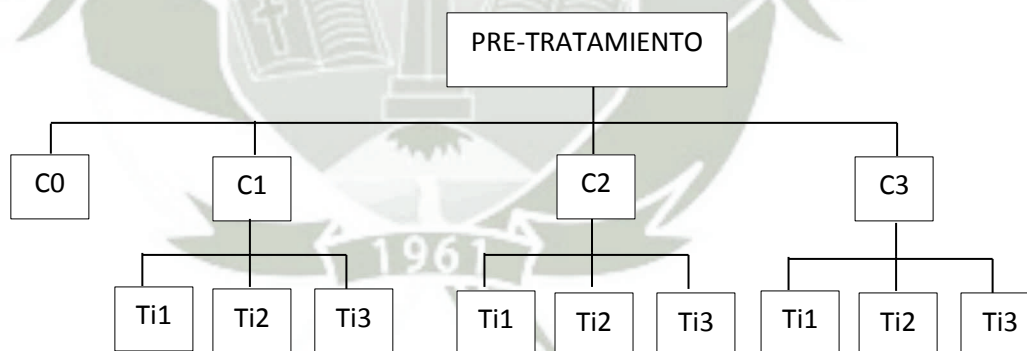 PRE-TRATAMIENTO
C0 C1 C2 C3
1961
Ti1 Ti2 Ti3 Ti1 Ti2 Ti3 Ti1 Ti2 Ti3